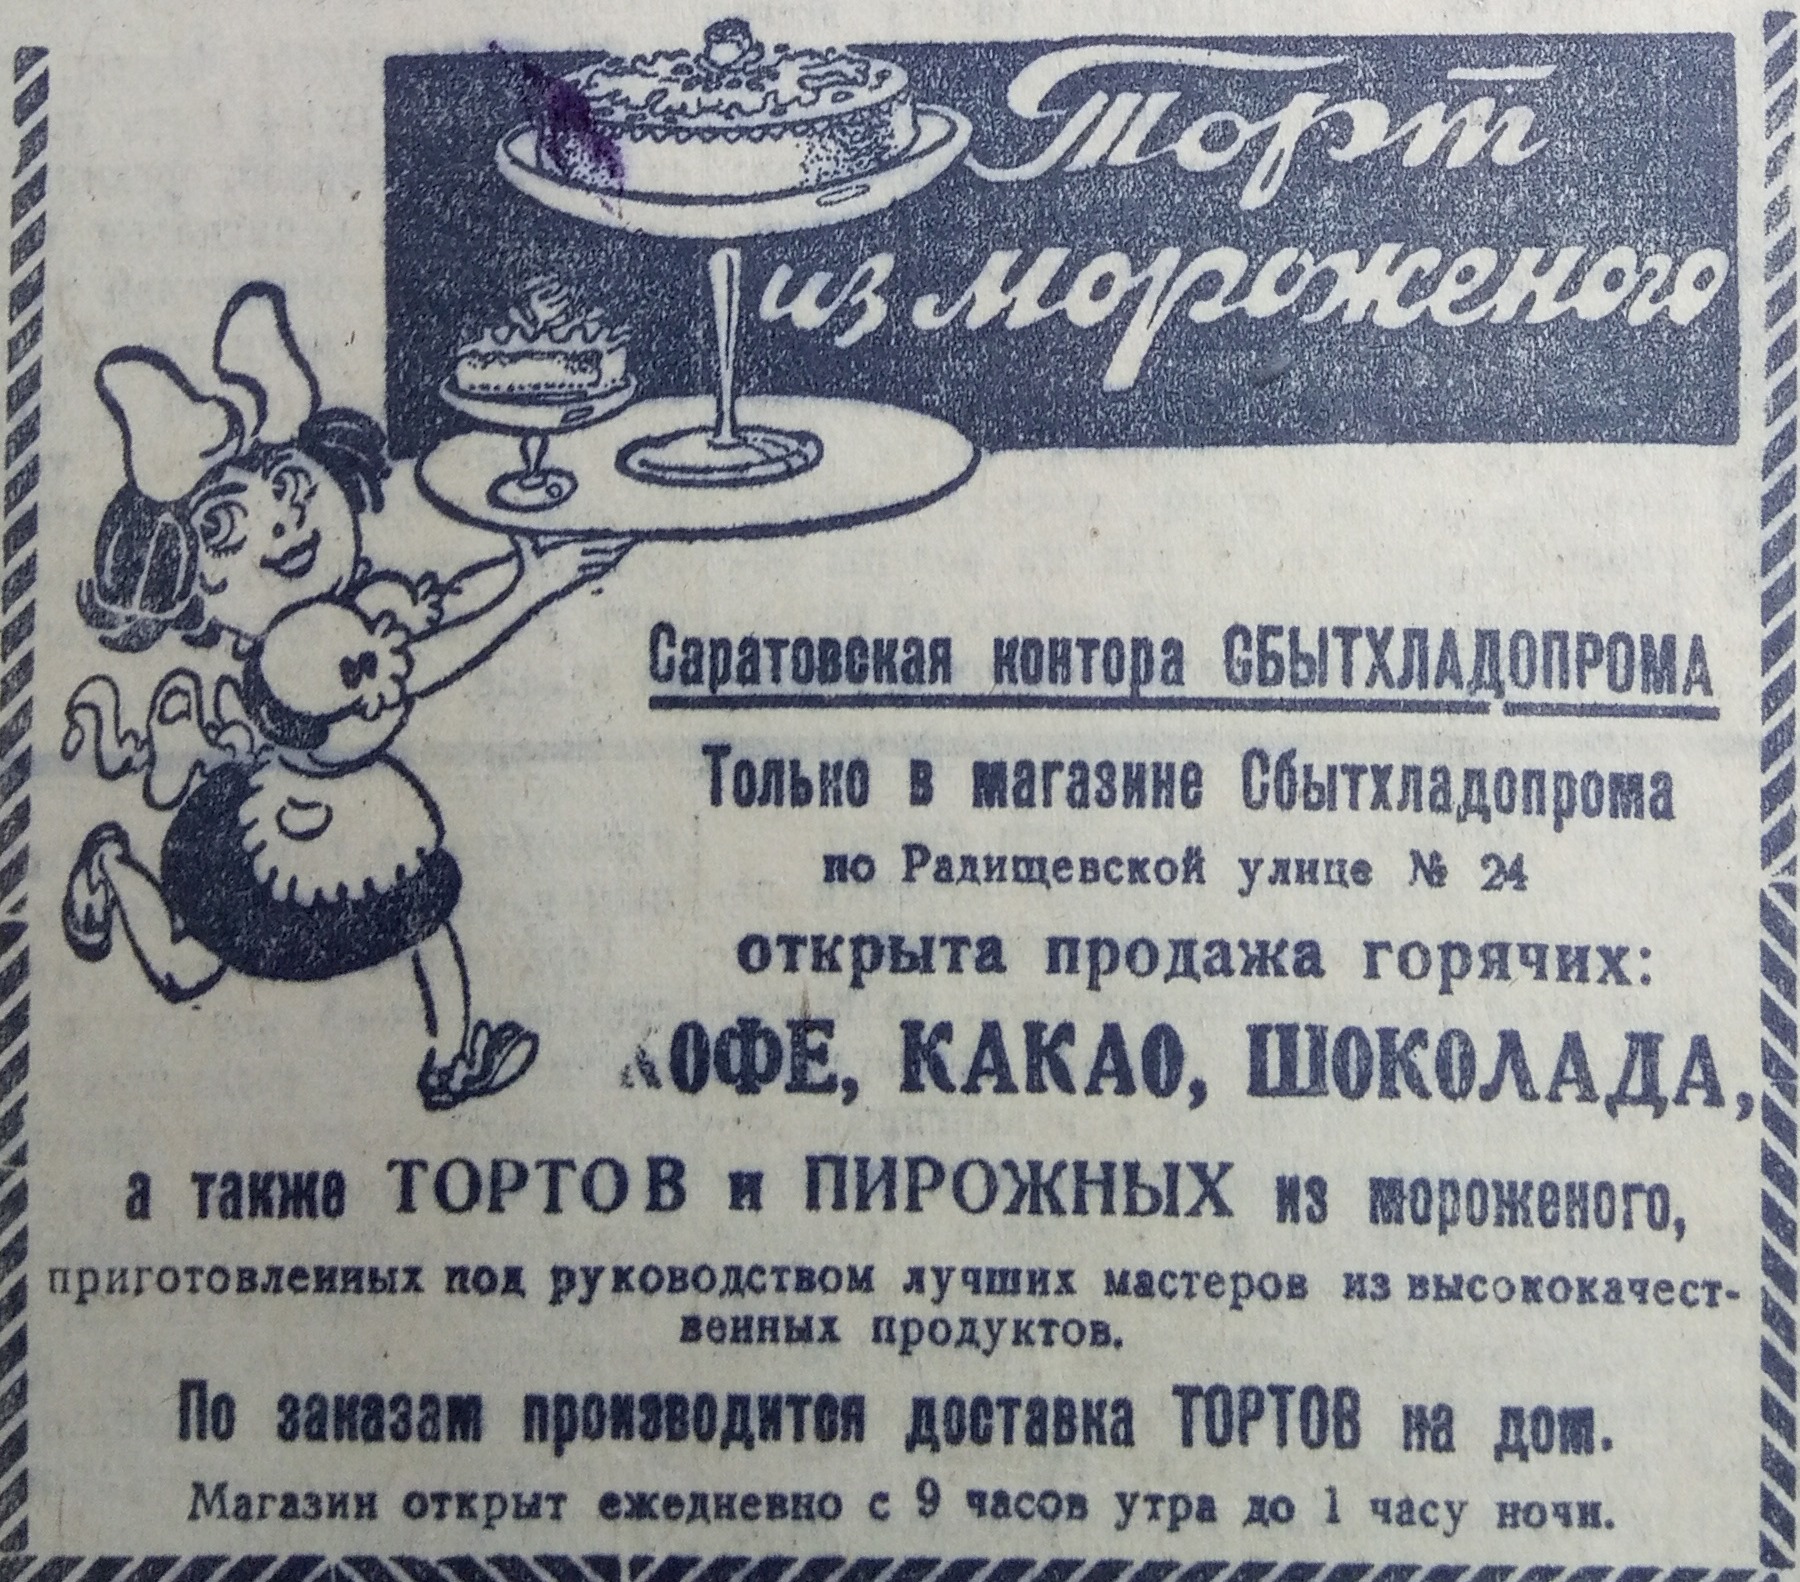 Торт
из мороженого
Саратовская контора СБЫТХЛАДОПРОМА
Только в магазине Сбытхладопрома
по Радищевской улице № 24
открыта продажа горячих:
КОФЕ, КАКАО, ШОКОЛАДА,
а также ТОРТОВ и ПИРОЖНЫХ из мороженого,
приготовленных под руководством лучших мастеров из высококачест-
венных продуктов.
По заказам производится доставка ТОРТОВ на дом.
Магазин открыт ежедневно с 9 часов утра до 1 часу ночи.